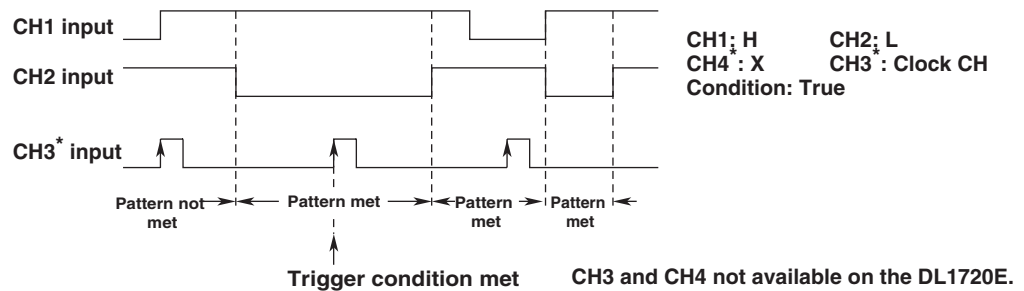 CH1 input
CH2 input
CH3* input
CH1: H CH2: L
CH4*: X CH3*: Clock CH
Condition: True
Pattern not met
Pattern met
Pattern met
Pattern met
Trigger condition met
CH3 and CH4 not available on the DL1720E.